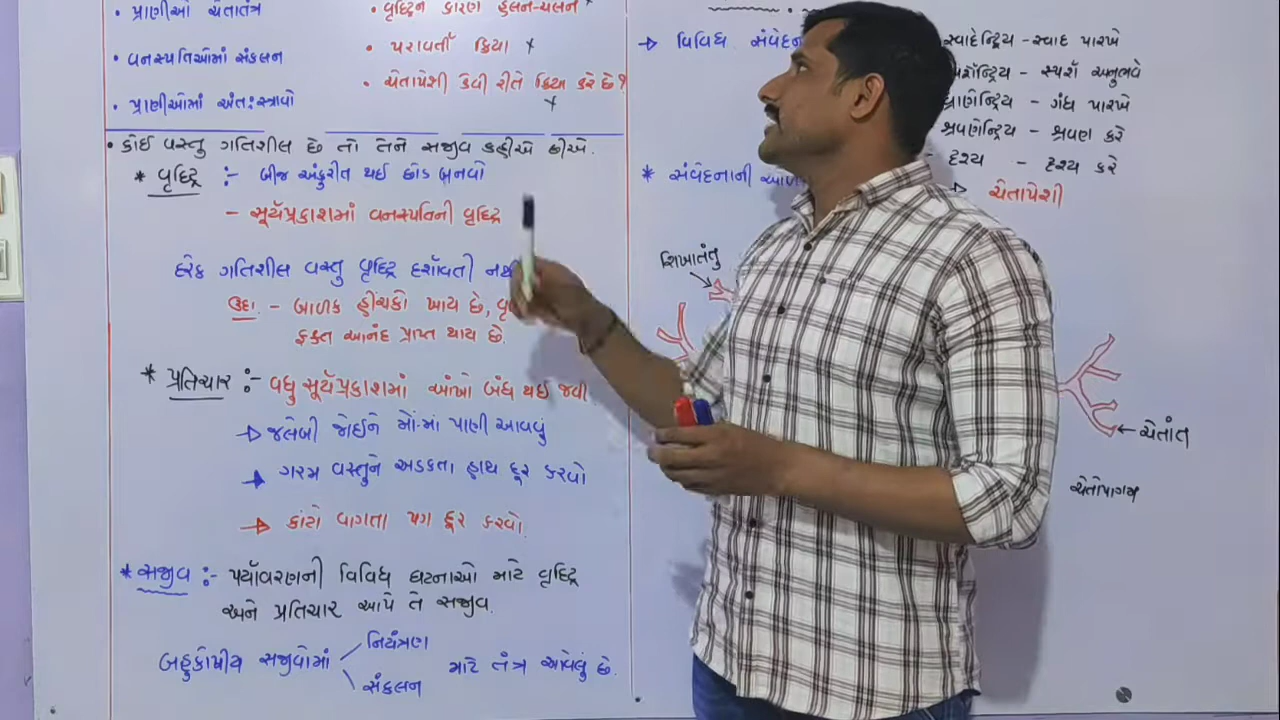 • પ્રાણીઓ ચેતાતંત્ર
• વનસ્પતિઓમાં સંકલન
• પ્રાણીઓમાં અંતઃસ્ત્રાવો
• વૃદ્ધિને કારણે હલન-ચલન
• પરાવર્તી ક્રિયા
• ચેતાપેશી કેવી રીતે ક્રિયા કરે છે?
• કોઈ વસ્તુ ગતિશીલ છે તો તેને સજીવ કહીએ છીએ.
* વૃદ્ધિ :- બીજ અંકુરીત થઈ છોડ બનવો
- સૂર્યપ્રકાશમાં વનસ્પતિની વૃદ્ધિ
દરેક ગતિશીલ વસ્તુ વૃદ્ધિ દર્શાવતી
ઉદા. - બાળક હીંચકો ખાય છે,
ફક્ત આનંદ પ્રાપ્ત થાય છે.
* પ્રતિચાર :- વધુ સૂર્યપ્રકાશમાં આંખો બંધ થઈ જવી
જલેબી જોઈને મોંમાં પાણી આવવું
ગરમ વસ્તુને અડકતા હાથ દૂર કરવો
કાંટો વાગતા પગ દૂર કરવો.
* સજીવ :- પર્યાવરણની વિવિધ ઘટનાઓ માટે વૃદ્ધિ
અને પ્રતિચાર આપે તે સજીવ.
બહુકોષીય સજીવોમાં
નિયંત્રણ
સંકલન
માટે તંત્ર આવેલું છે.
વિવિધ
સ્વાદેન્દ્રિય - સ્વાદ પારખે
- સ્પર્શ અનુભવે
ઘ્રાણેન્દ્રિય - ગંધ પારખે
શ્રવણેન્દ્રિય - શ્રવણ કરે
દૃશ્ય - દૃશ્ય કરે
* સંવેદનાની
ચેતાપેશી
શિખાતંતુ
ચેતાંત
ચેતોપાગમ